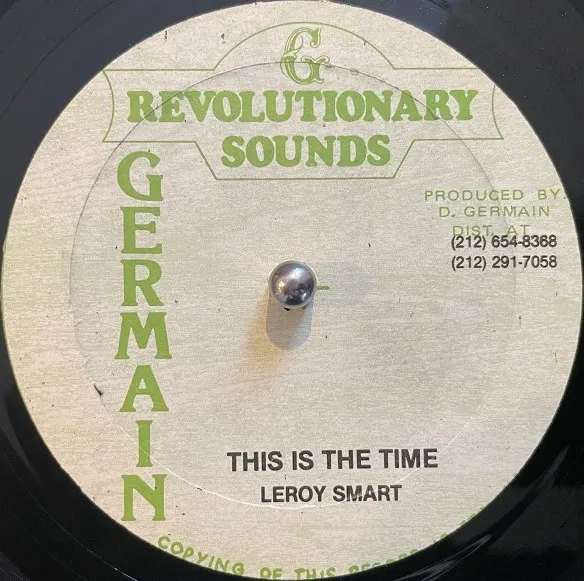 G
REVOLUTIONARY
SOUNDS
GERMAIN
PRODUCED BY
D. GERMAIN
DIST. AT
(212) 654-8368
(212) 291-7058
THIS IS THE TIME
LEROY SMART
COPYING OF THIS